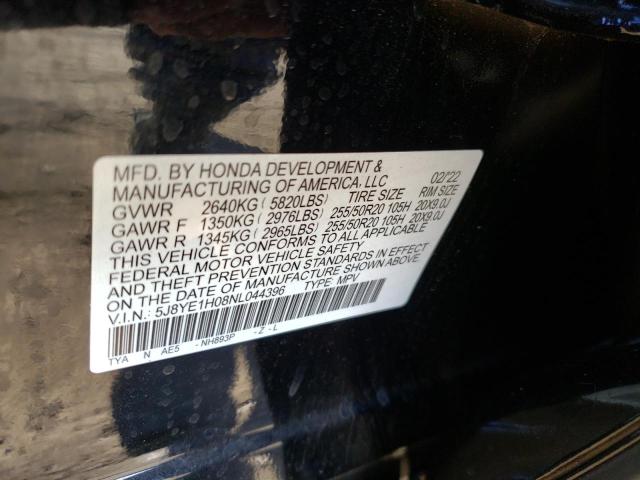 MFD. BY HONDA DEVELOPMENT & 02/22
MANUFACTURING OF AMERICA, LLC
GVWR 2640KG (5820LBS) TIRE SIZE RIM SIZE
GAWR F 1350KG (2976LBS) 255/50R20 105H 20X9.0J
GAWR R 1345KG (2965LBS) 255/50R20 105H 20X9.0J
THIS VEHICLE CONFORMS TO ALL APPLICABLE
FEDERAL MOTOR VEHICLE SAFETY
AND THEFT PREVENTION STANDARDS IN EFFECT
ON THE DATE OF MANUFACTURE SHOWN ABOVE.
V.I.N.: 5J8YE1H08NL044396 TYPE: MPV
TYA N AE5 - NH893P - Z - L